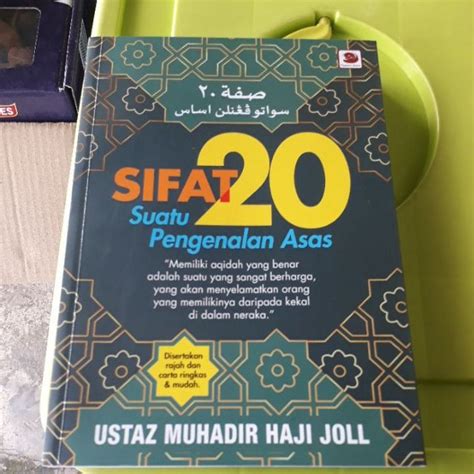 صفة ٢٠
سواتو ڤڠنلن اساس
SIFAT 20
Suatu
Pengenalan Asas
"Memiliki aqidah yang benar
adalah suatu yang sangat berharga,
yang akan menyelamatkan orang
yang memilikinya daripada kekal
di dalam neraka."
Disertakan
rajah dan
carta ringkas
& mudah.
USTAZ MUHADIR HAJI JOLL